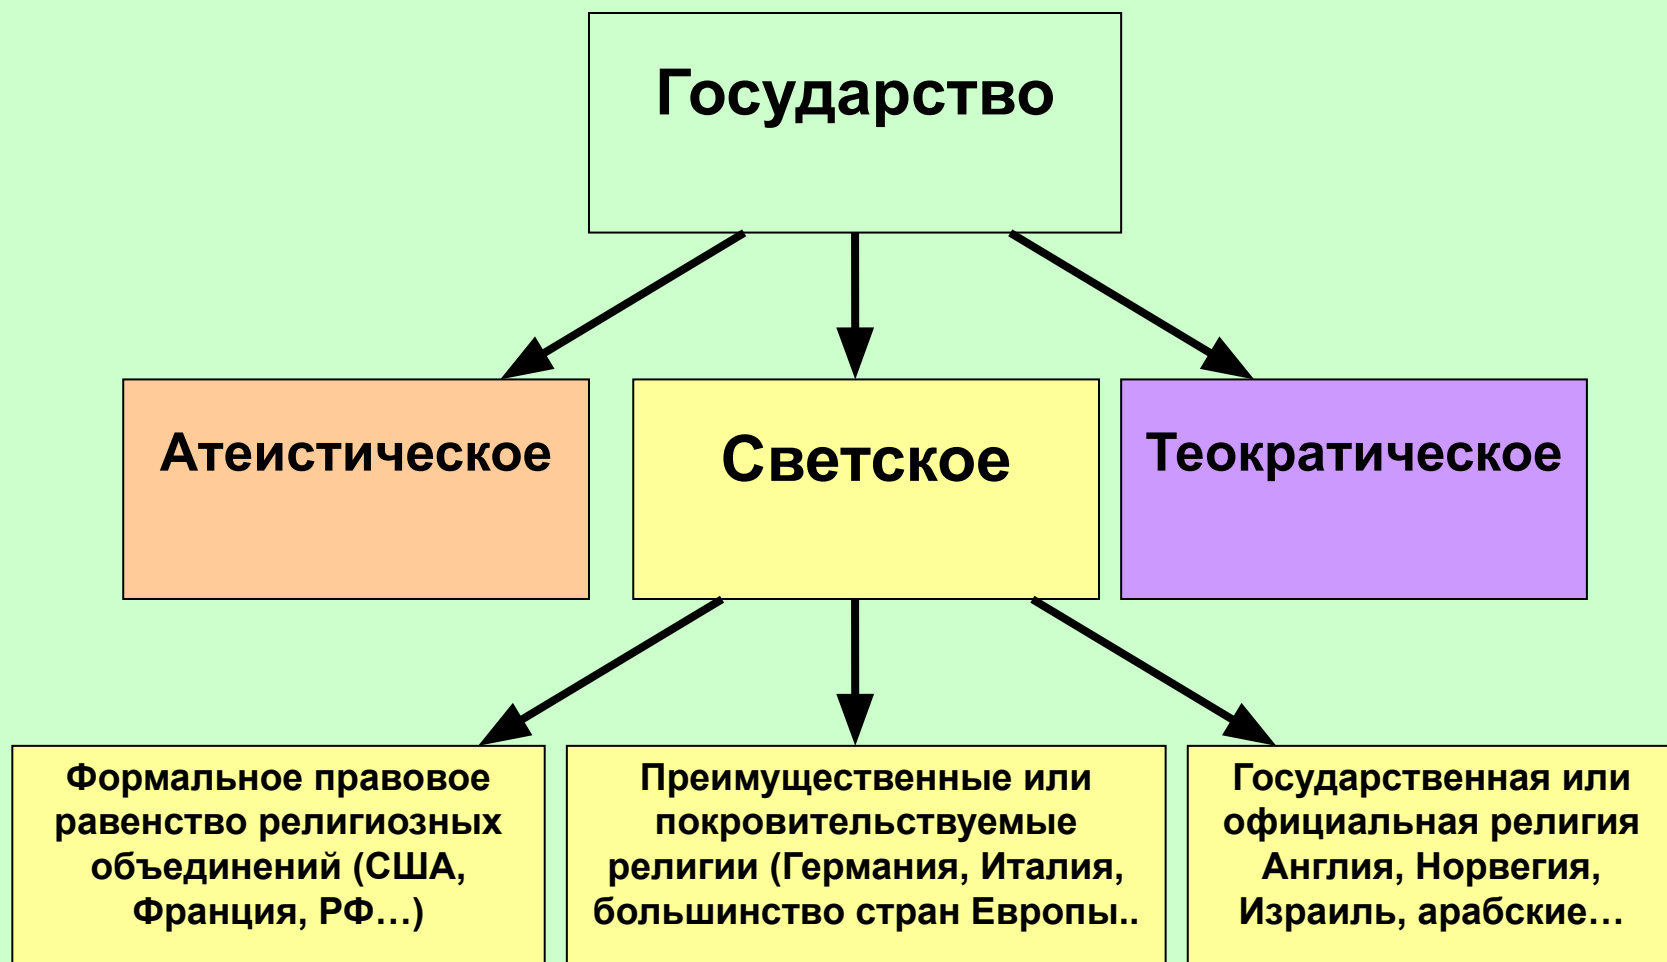 Государство
Атеистическое
Светское
Теократическое
Формальное правовое
равенство религиозных
объединений (США,
Франция, РФ…)
Преимущественные или
покровительствуемые
религии (Германия, Италия,
большинство стран Европы..
Государственная или
официальная религия
Англия, Норвегия,
Израиль, арабские…